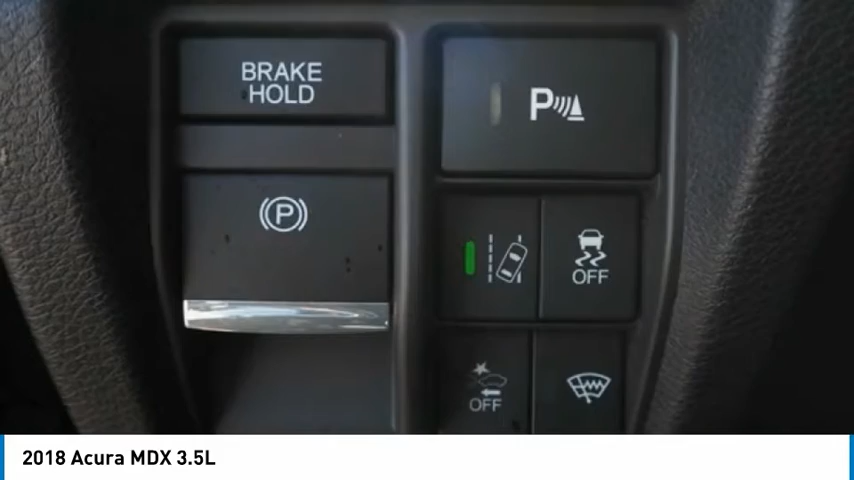 BRAKE
HOLD
P
P
OFF
OFF
2018 Acura MDX 3.5L